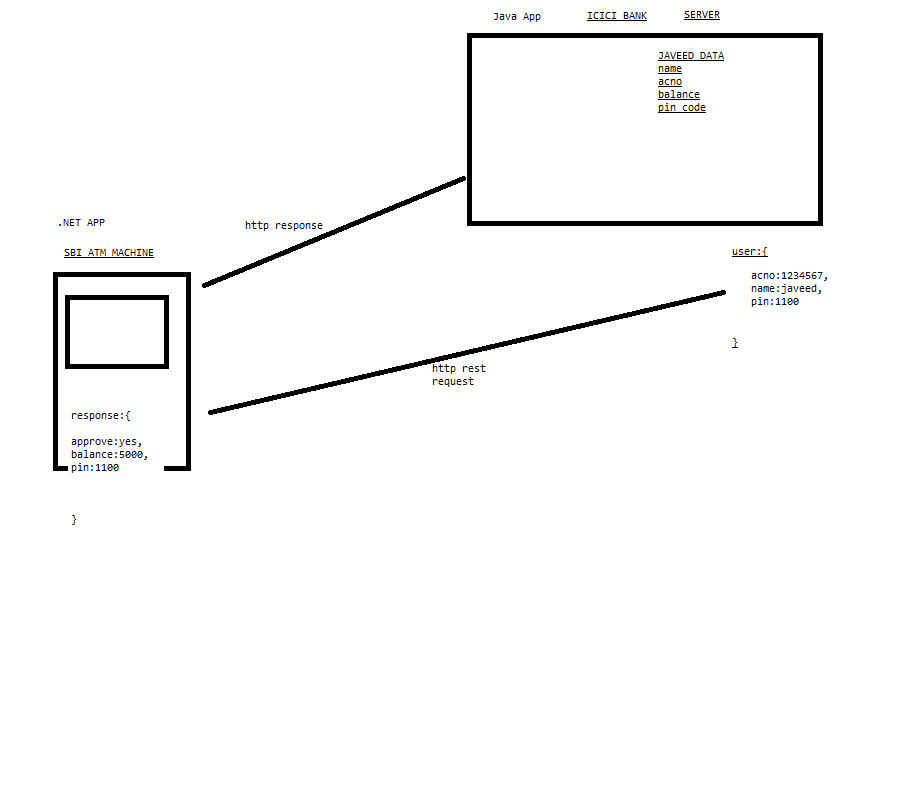 Java App ICICI BANK SERVER
JAVEED DATA
name
acno
balance
pin code
.NET APP
http response
SBI ATM MACHINE
user:{
acno:1234567,
name:javeed,
pin:1100
}
http rest
request
response:{
approve:yes,
balance:5000,
pin:1100
}